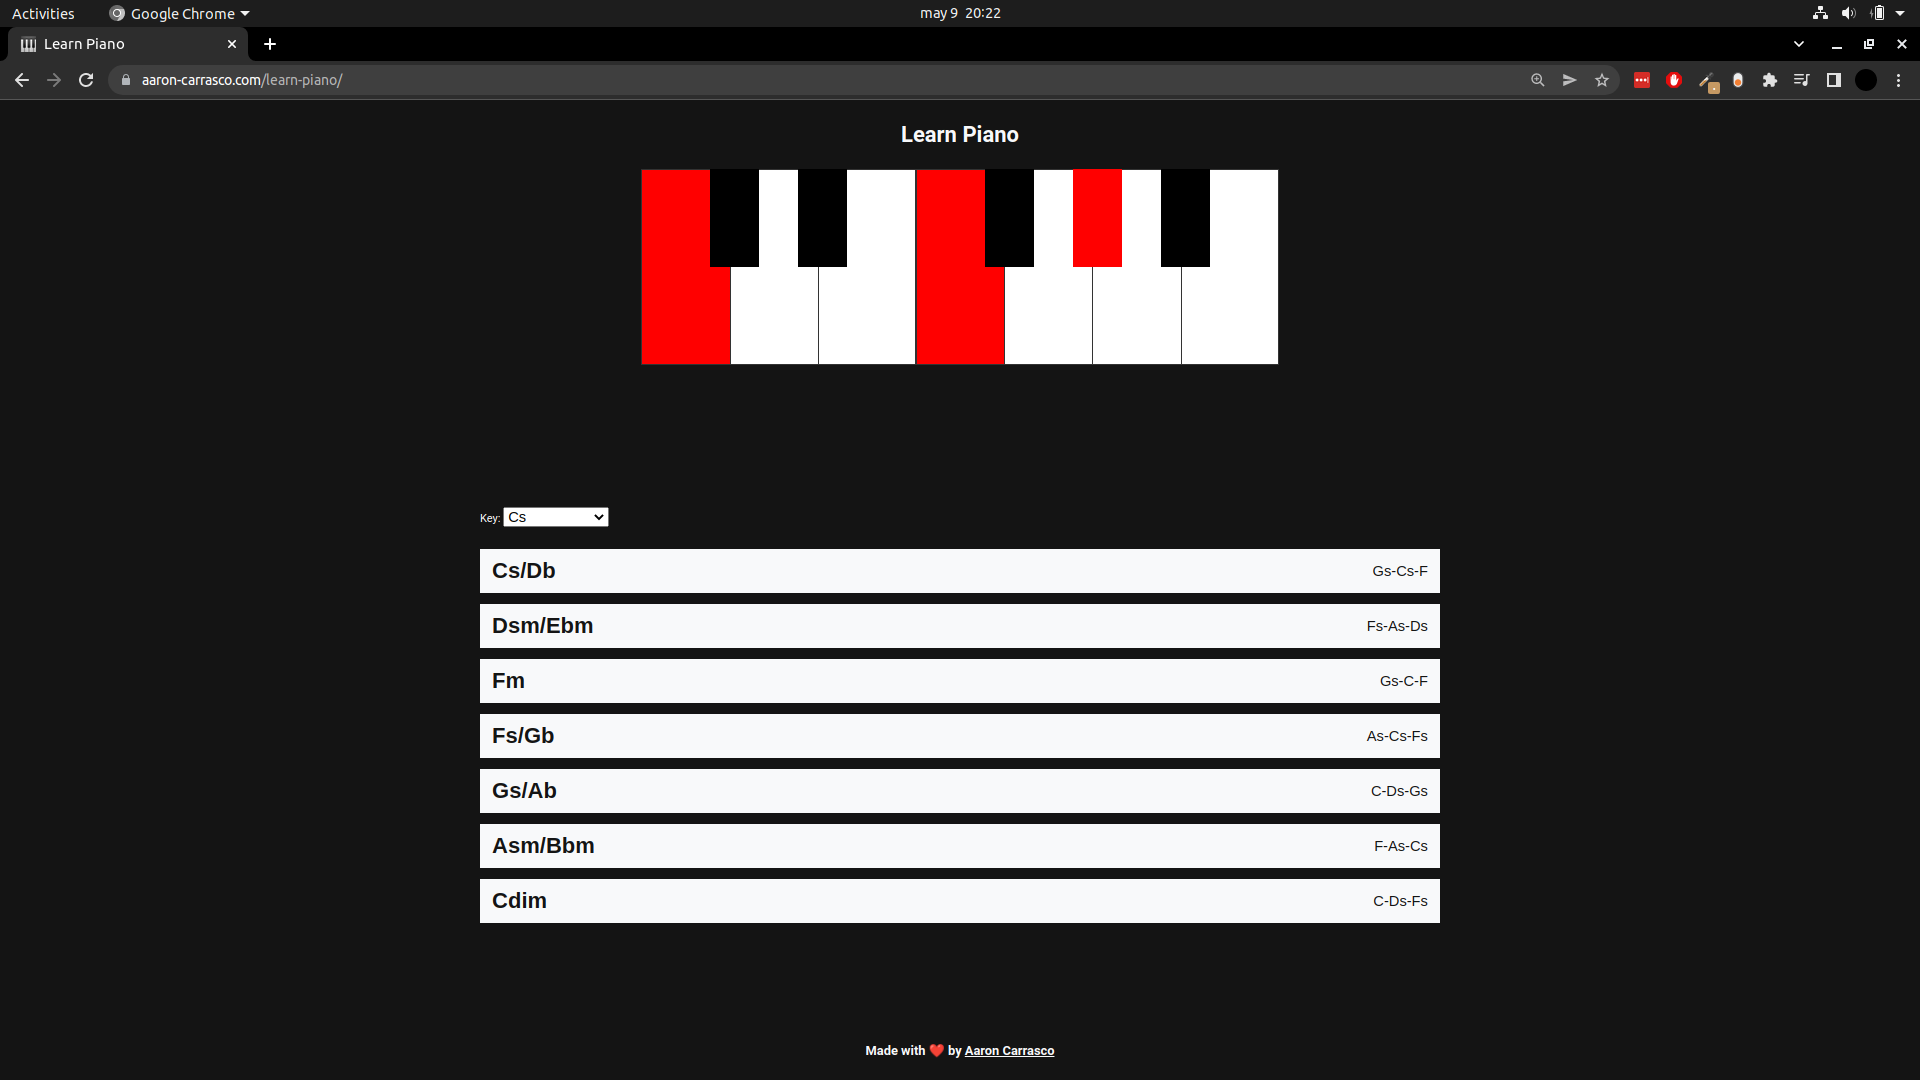 Activities Google Chrome may 9 20:22
Learn Piano
aaron-carrasco.com/learn-piano/
Learn Piano
Key: Cs
Cs/Db Gs-Cs-F
Dsm/Ebm Fs-As-Ds
Fm Gs-C-F
Fs/Gb As-Cs-Fs
Gs/Ab C-Ds-Gs
Asm/Bbm F-As-Cs
Cdim C-Ds-Fs
Made with ❤️ by Aaron Carrasco